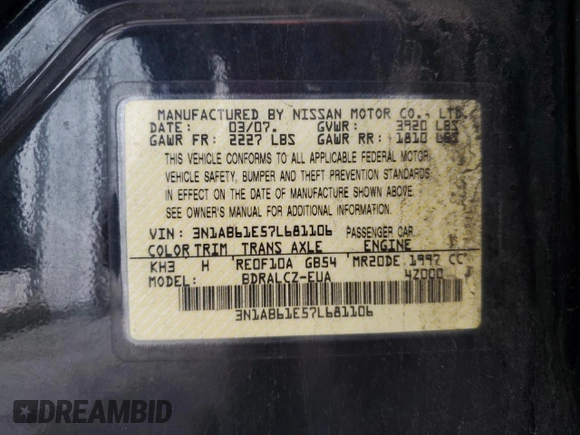 MANUFACTURED BY NISSAN MOTOR CO., LTD.
DATE: 03/07. GVWR: 3920 LBS
GAWR FR: 2227 LBS GAWR RR: 1810 LBS
THIS VEHICLE CONFORMS TO ALL APPLICABLE FEDERAL MOTOR
VEHICLE SAFETY, BUMPER AND THEFT PREVENTION STANDARDS
IN EFFECT ON THE DATE OF MANUFACTURE SHOWN ABOVE.
SEE OWNER'S MANUAL FOR ADDITIONAL INFORMATION.
VIN: 3N1AB61E57L681106 PASSENGER CAR
COLOR TRIM TRANS AXLE ENGINE
KH3 H RE0F10A GB54 MR20DE 1997 CC
MODEL: BDRALCZ-EUA 4Z000
3N1AB61E57L681106
DREAMBID